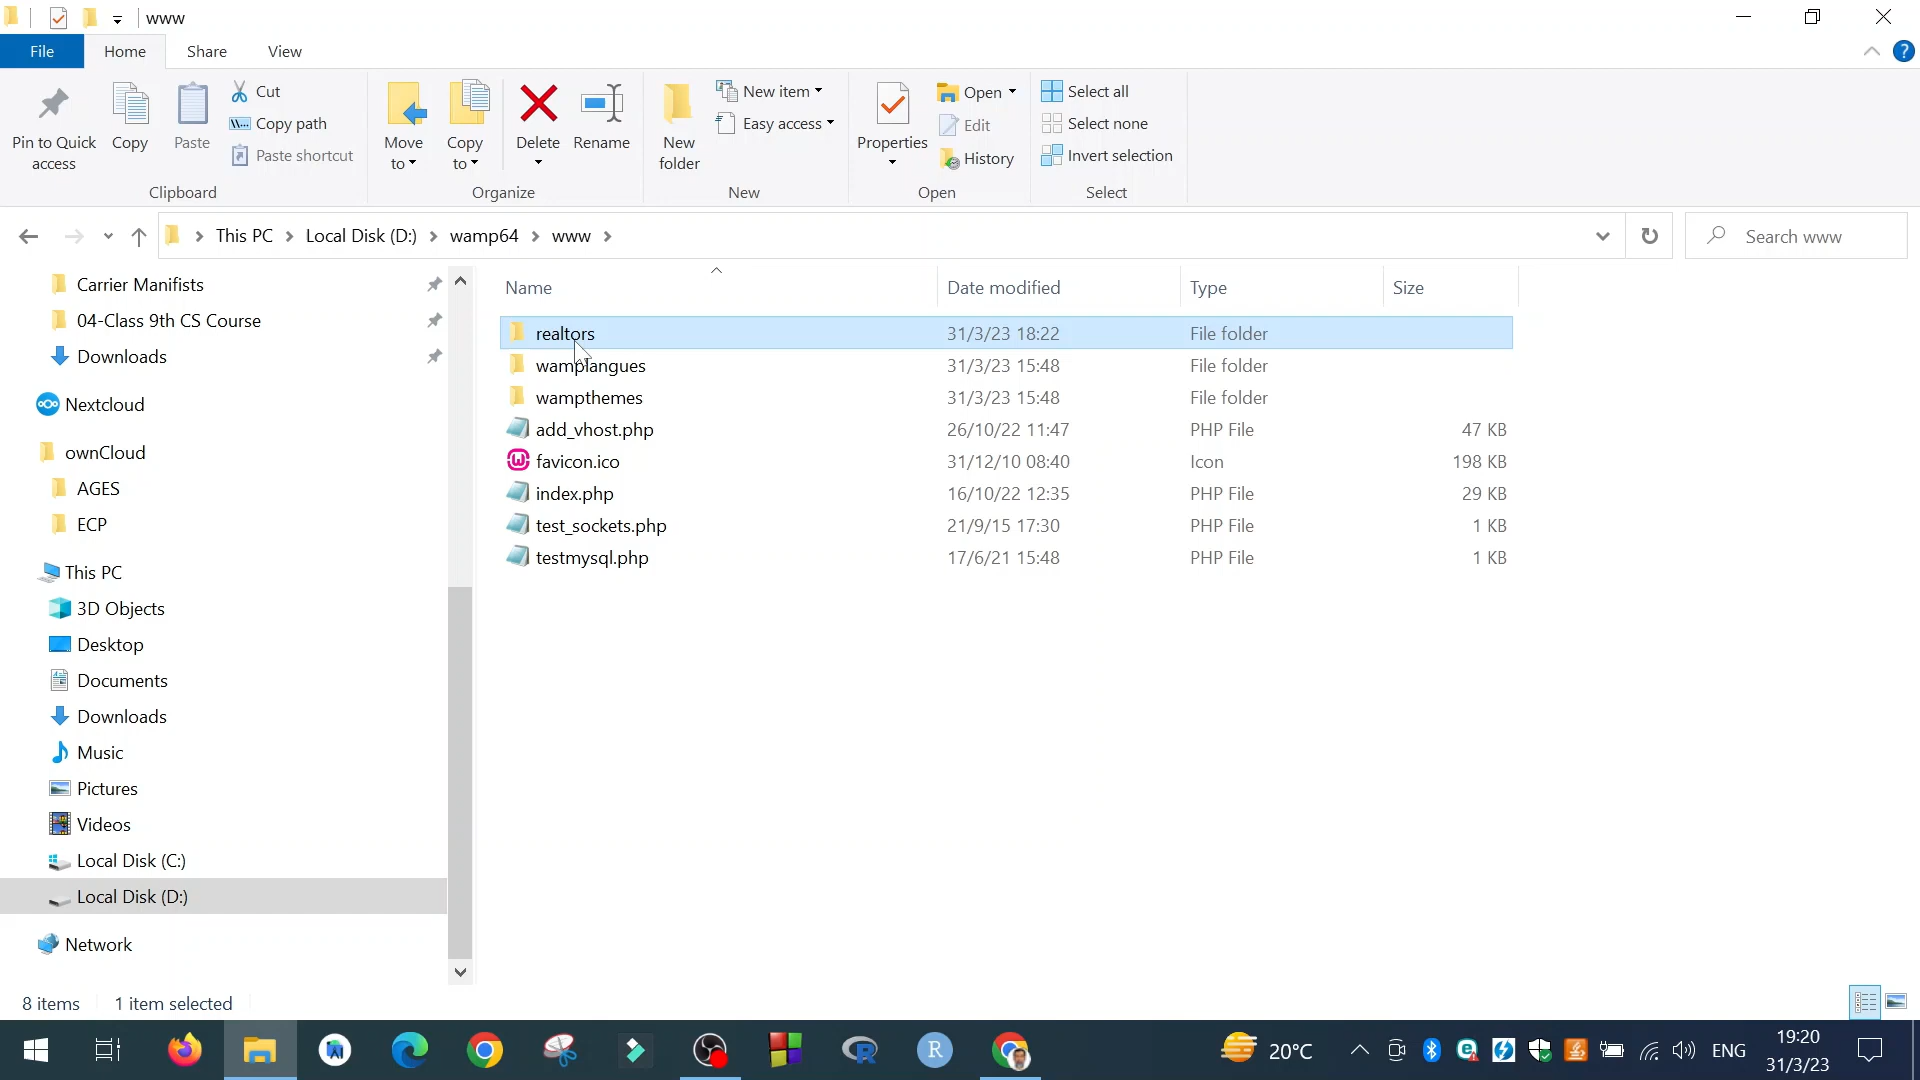 www
File
Home
Share
View
Pin to Quick
access
Copy
Paste
Cut
Copy path
Paste shortcut
Clipboard
Move
to
Copy
to
Delete
Rename
Organize
New
folder
New item
Easy access
New
Properties
Open
Edit
History
Open
Select all
Select none
Invert selection
Select
This PC
Local Disk (D:)
wamp64
www
Search www
Carrier Manifists
04-Class 9th CS Course
Downloads
Nextcloud
ownCloud
AGES
ECP
This PC
3D Objects
Desktop
Documents
Downloads
Music
Pictures
Videos
Local Disk (C:)
Local Disk (D:)
Network
Name Date modified Type Size
realtors 31/3/23 18:22 File folder
wamplangues 31/3/23 15:48 File folder
wampthemes 31/3/23 15:48 File folder
add_vhost.php 26/10/22 11:47 PHP File 47 KB
favicon.ico 31/12/10 08:40 Icon 198 KB
index.php 16/10/22 12:35 PHP File 29 KB
test_sockets.php 21/9/15 17:30 PHP File 1 KB
testmysql.php 17/6/21 15:48 PHP File 1 KB
8 items 1 item selected
20°C
ENG
19:20
31/3/23